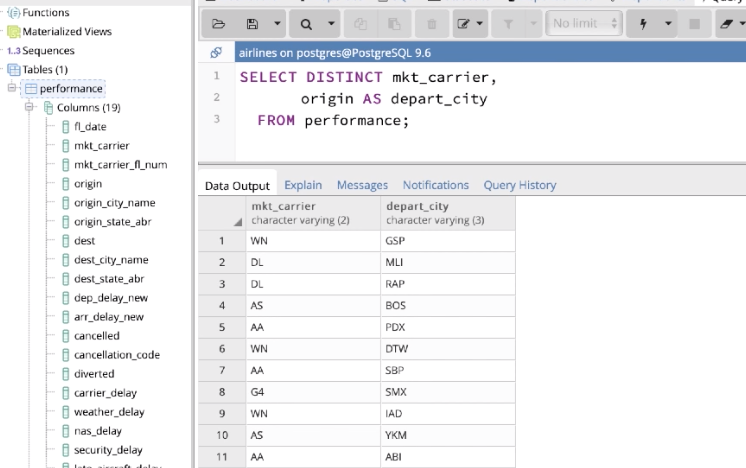 Functions
Materialized Views
1..3 Sequences
Tables (1)
performance
Columns (19)
fl_date
mkt_carrier
mkt_carrier_fl_num
origin
origin_city_name
origin_state_abr
dest
dest_city_name
dest_state_abr
dep_delay_new
arr_delay_new
cancelled
cancellation_code
diverted
carrier_delay
weather_delay
nas_delay
security_delay
No limit
airlines on postgres@PostgreSQL 9.6
1 SELECT DISTINCT mkt_carrier,
2 origin AS depart_city
3 FROM performance;
Data Output Explain Messages Notifications Query History
mkt_carrier depart_city
character varying (2) character varying (3)
1 WN GSP
2 DL MLI
3 DL RAP
4 AS BOS
5 AA PDX
6 WN DTW
7 AA SBP
8 G4 SMX
9 WN IAD
10 AS YKM
11 AA ABI